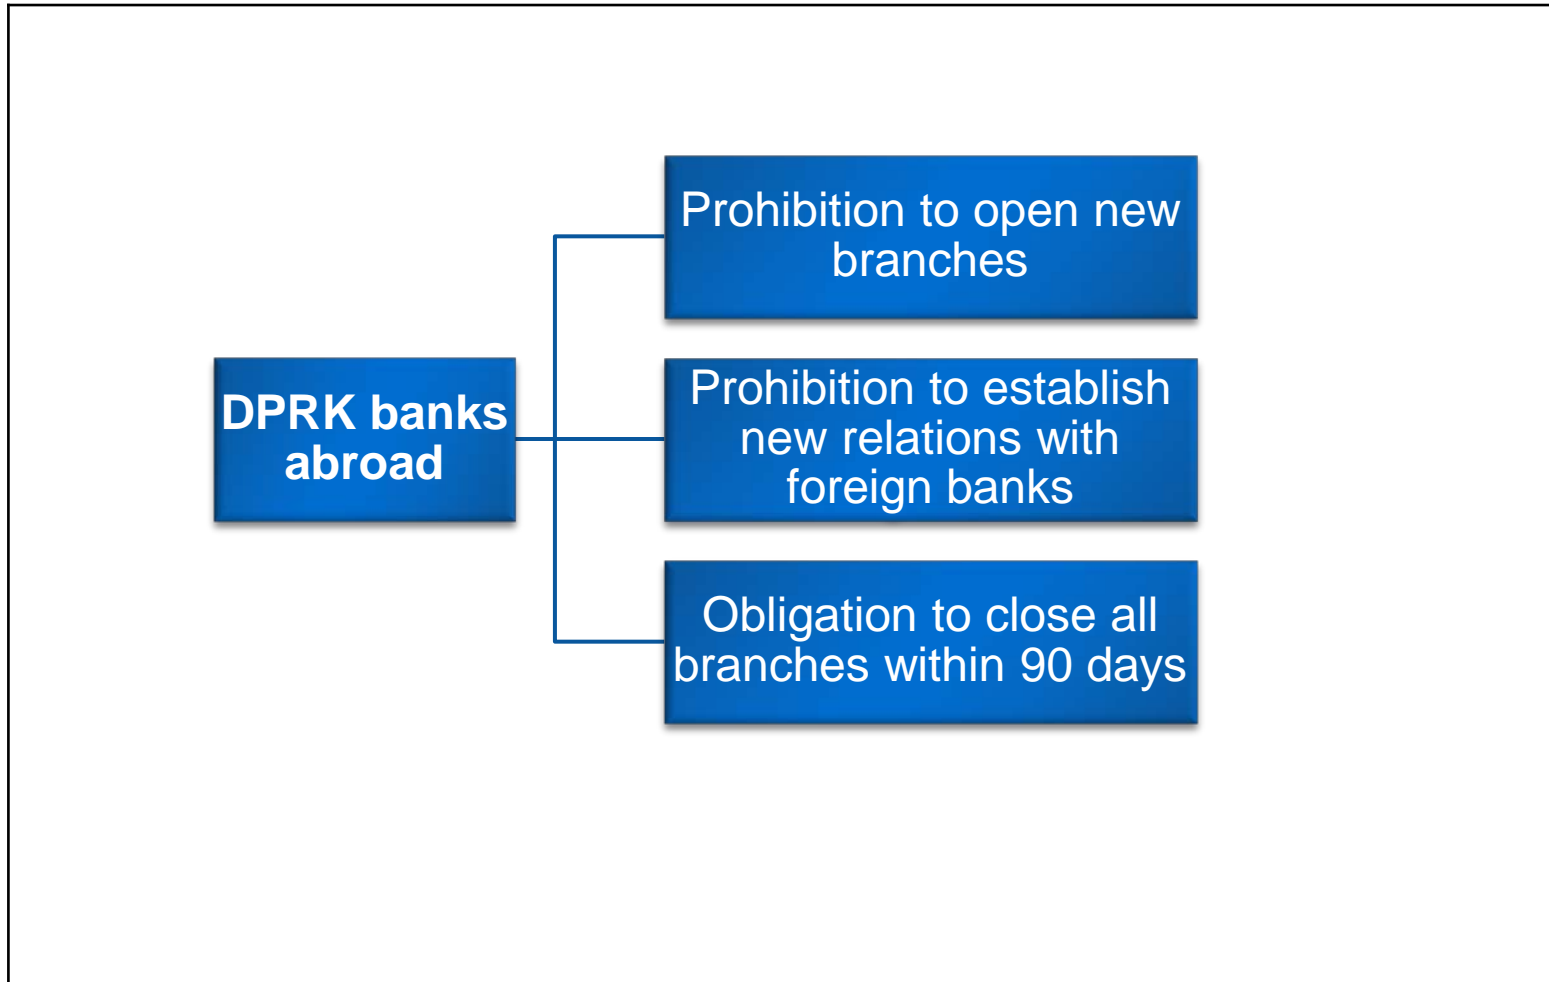 DPRK banks
abroad
Prohibition to open new
branches
Prohibition to establish
new relations with
foreign banks
Obligation to close all
branches within 90 days